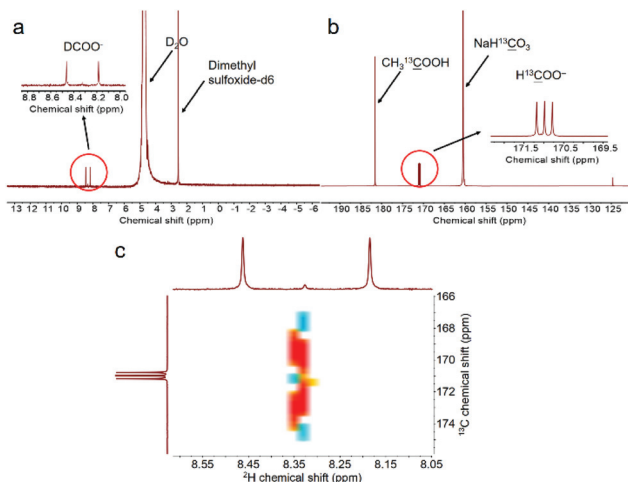 a
DCOO⁻
D₂O
Dimethyl
sulfoxide-d6
8.8 8.6 8.4 8.2 8.0
Chemical shift (ppm)
13 12 11 10 9 8 7 6 5 4 3 2 1 0 -1 -2 -3 -4 -5 -6
Chemical shift (ppm)
b
CH₃¹³COOH
NaH¹³CO₃
H¹³COO⁻
171.5 170.5 169.5
Chemical shift (ppm)
190 185 180 175 170 165 160 155 150 145 140 135 130 125
Chemical shift (ppm)
c
166
168
170
172
174
¹³C chemical shift (ppm)
8.55 8.45 8.35 8.25 8.15 8.05
²H chemical shift (ppm)